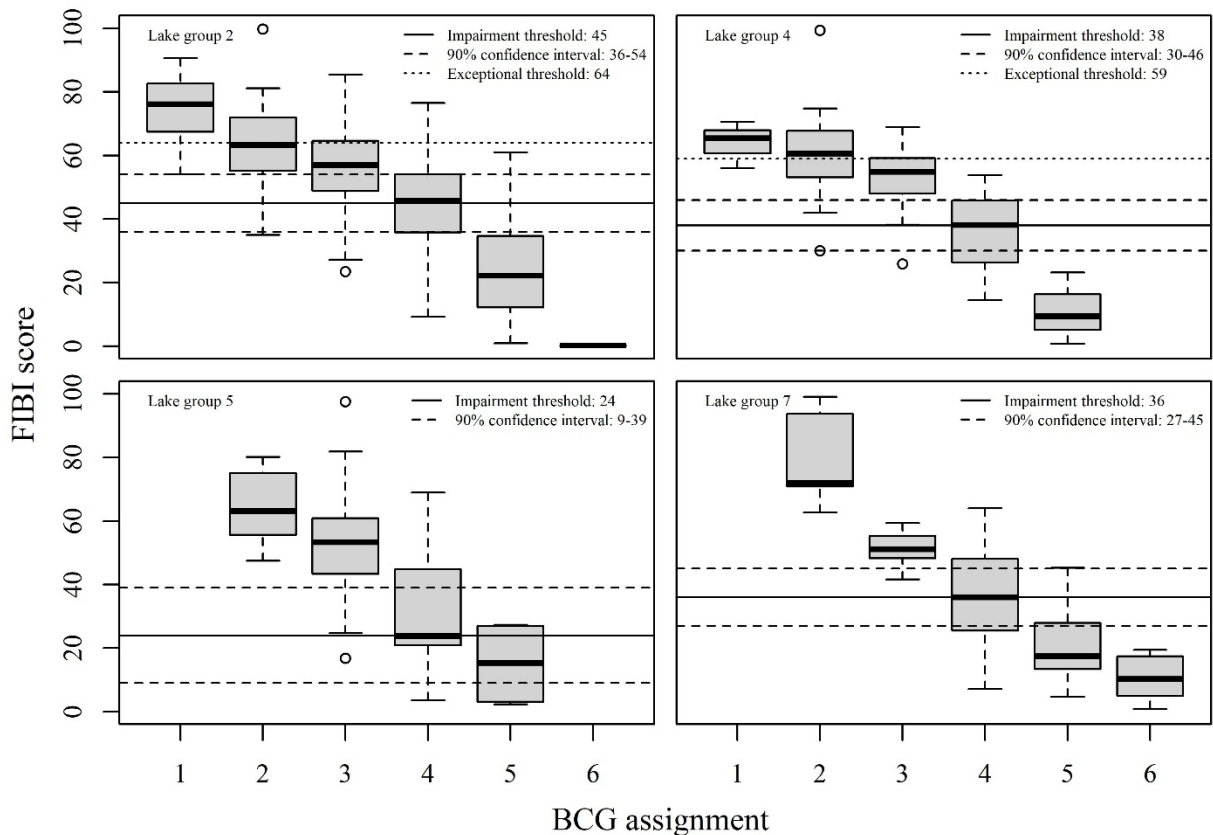 Lake group 2
Impairment threshold: 45
90% confidence interval: 36-54
Exceptional threshold: 64
Lake group 4
Impairment threshold: 38
90% confidence interval: 30-46
Exceptional threshold: 59
100
80
60
40
20
0
FIBI score
Lake group 5
Impairment threshold: 24
90% confidence interval: 9-39
Lake group 7
Impairment threshold: 36
90% confidence interval: 27-45
100
80
60
40
20
0
1 2 3 4 5 6 1 2 3 4 5 6
BCG assignment